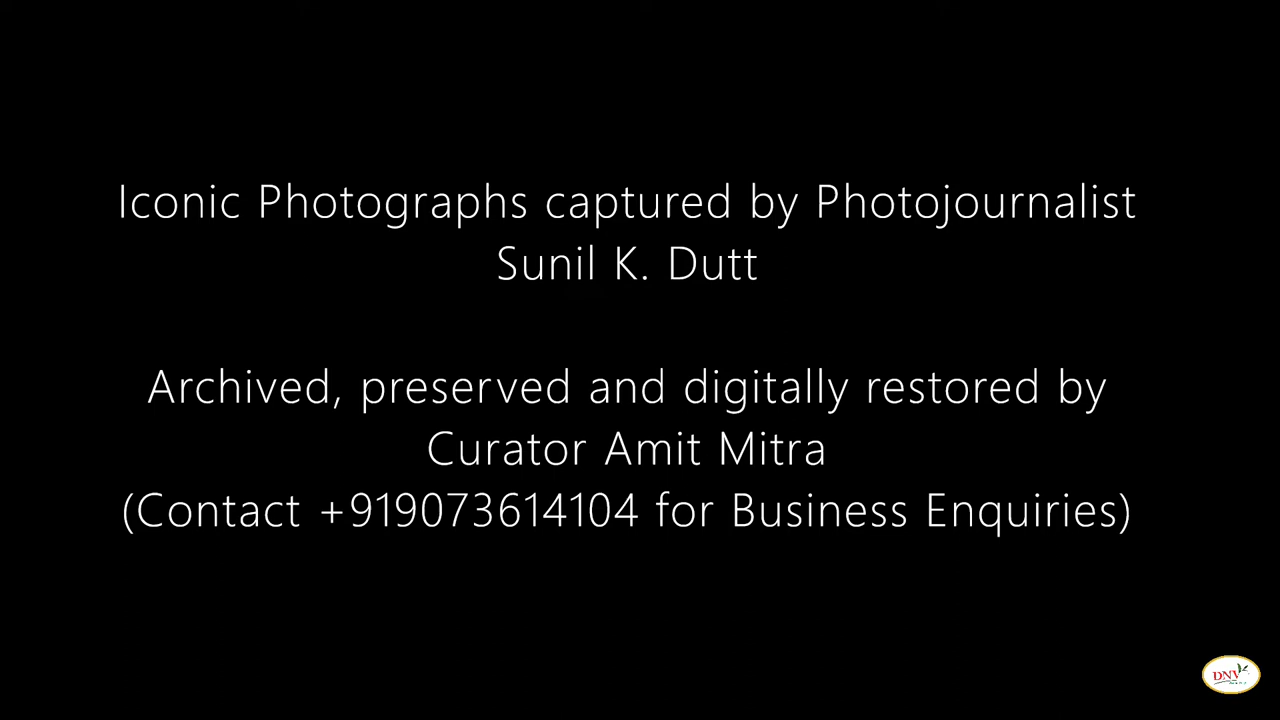 Iconic Photographs captured by Photojournalist
Sunil K. Dutt
Archived, preserved and digitally restored by
Curator Amit Mitra
(Contact +919073614104 for Business Enquiries)
DNV